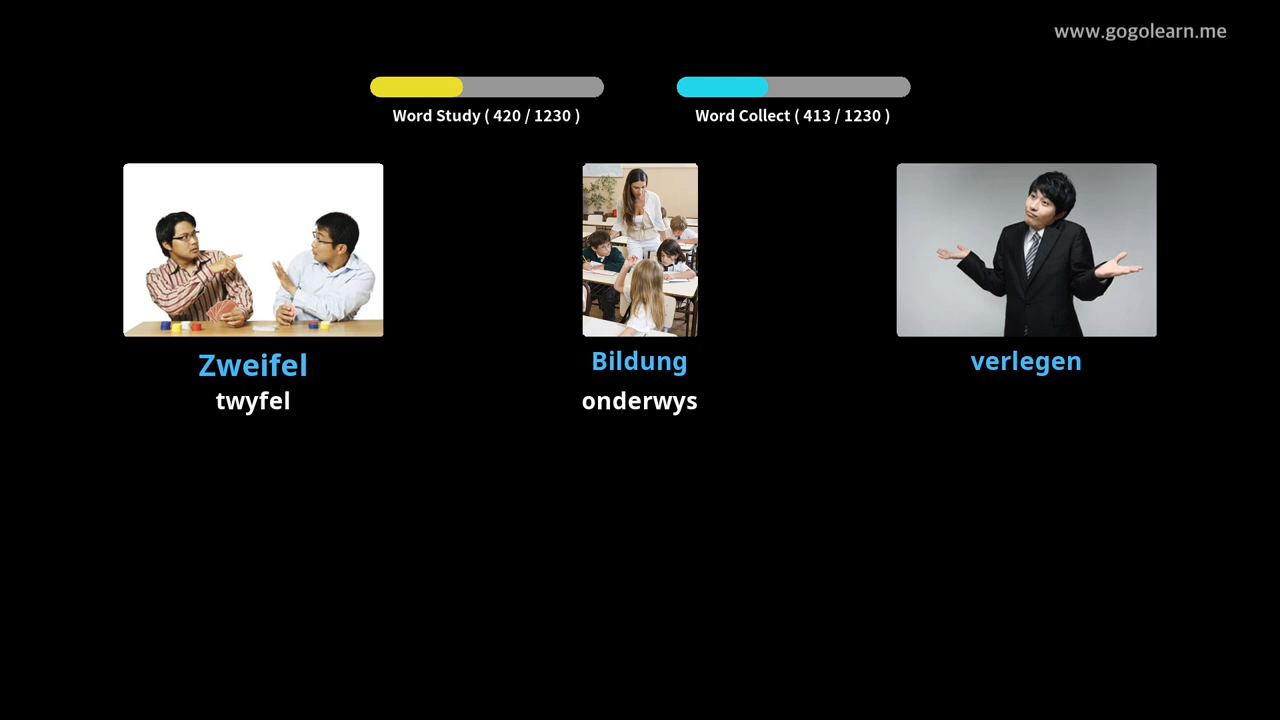 www.gogolearn.me
Word Study ( 420 / 1230 )
Word Collect ( 413 / 1230 )
Zweifel
twyfel
Bildung
onderwys
verlegen